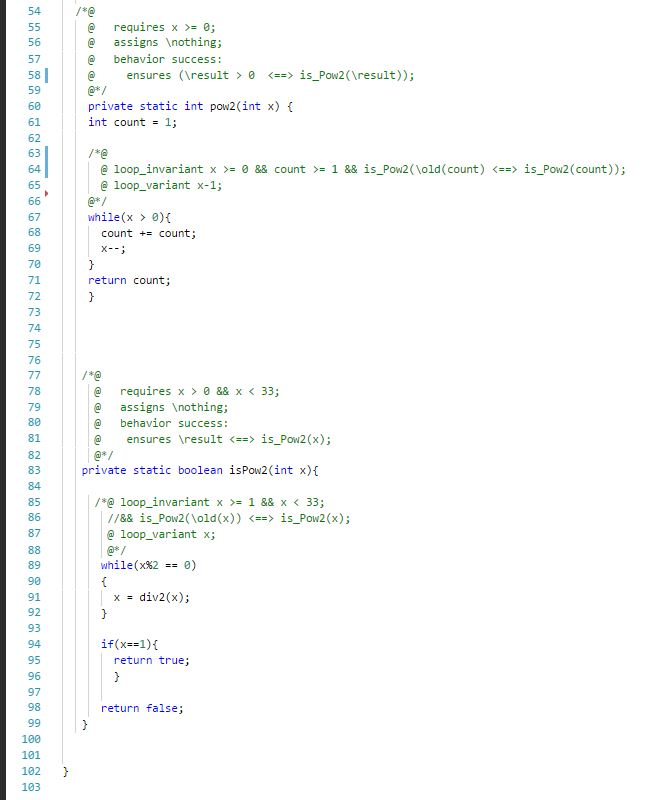 54 /*@
55 @ requires x >= 0;
56 @ assigns \nothing;
57 @ behavior success:
58 @ ensures (\result > 0 <==> is_Pow2(\result));
59 @*/
60 private static int pow2(int x) {
61 int count = 1;
62
63 /*@
64 @ loop_invariant x >= 0 && count >= 1 && is_Pow2(\old(count) <==> is_Pow2(count));
65 @ loop_variant x-1;
66 @*/
67 while(x > 0){
68 count += count;
69 x--;
70 }
71 return count;
72 }
73
74
75
76
77 /*@
78 @ requires x > 0 && x < 33;
79 @ assigns \nothing;
80 @ behavior success:
81 @ ensures \result <==> is_Pow2(x);
82 @*/
83 private static boolean isPow2(int x){
84
85 /*@ loop_invariant x >= 1 && x < 33;
86 //&& is_Pow2(\old(x)) <==> is_Pow2(x);
87 @ loop_variant x;
88 @*/
89 while(x%2 == 0)
90 {
91 x = div2(x);
92 }
93
94 if(x==1){
95 return true;
96 }
97
98 return false;
99 }
100
101
102 }
103